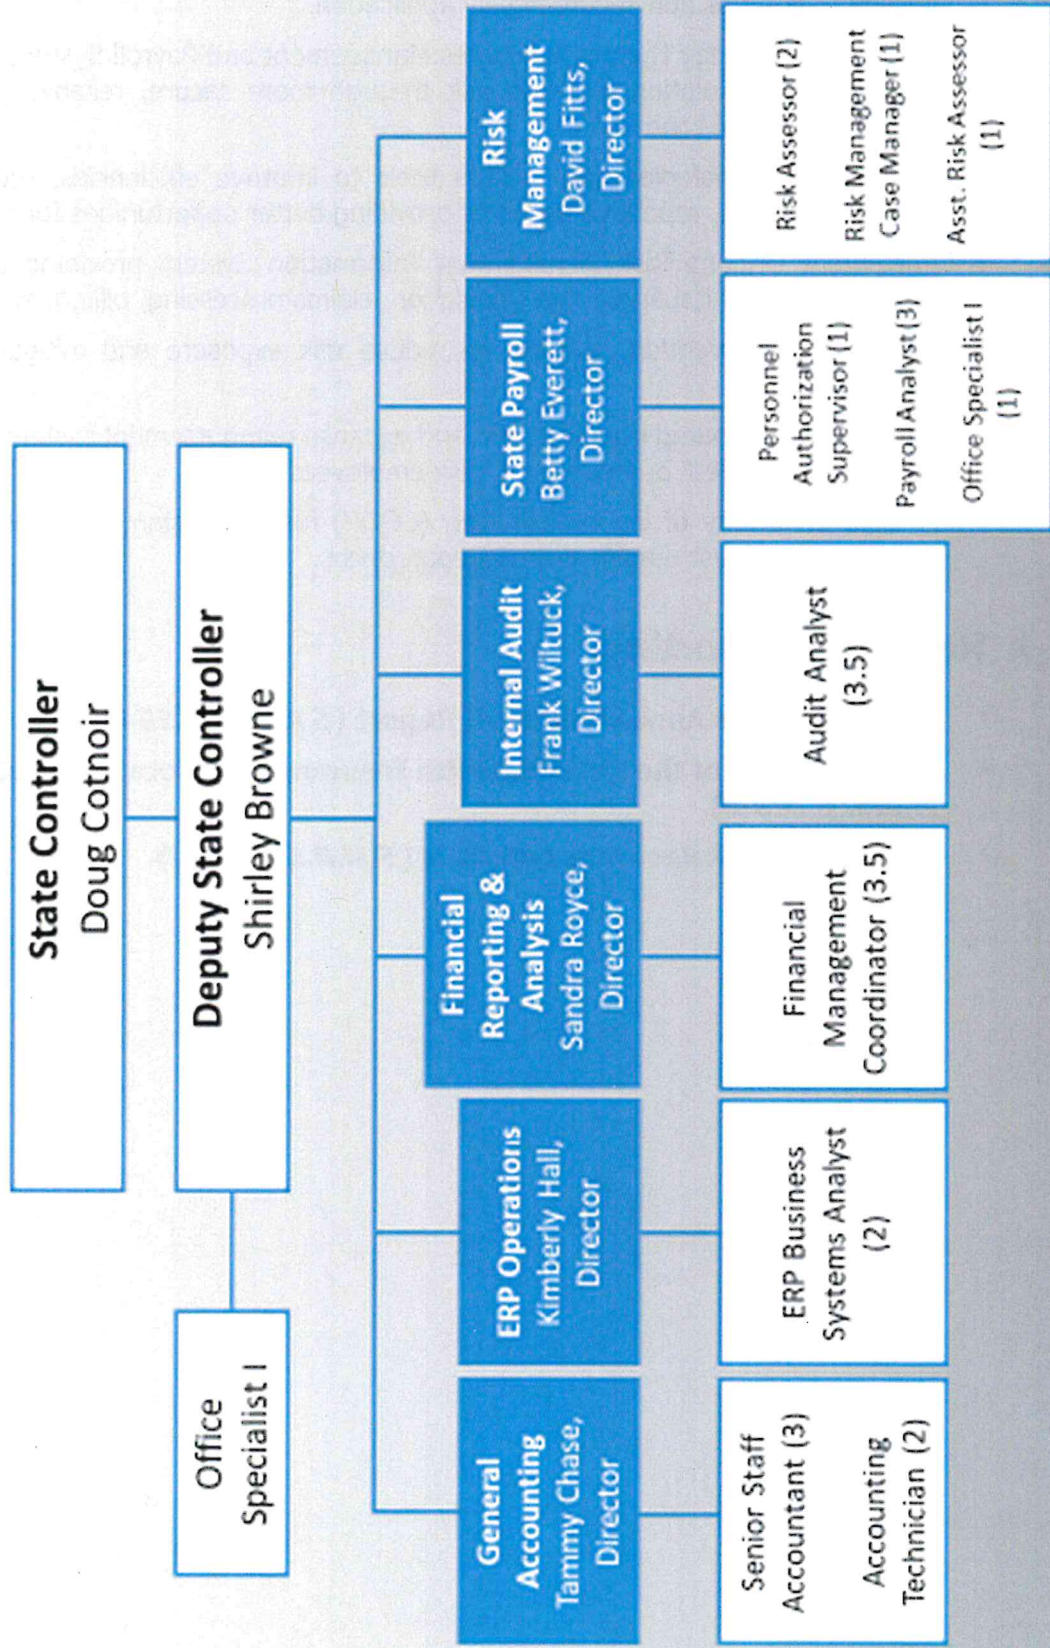 State Controller
Doug Cotnoir
Office
Specialist I
Deputy State Controller
Shirley Browne
General
Accounting
Tammy Chase,
Director
ERP Operations
Kimberly Hall,
Director
Financial
Reporting &
Analysis
Sandra Royce,
Director
Internal Audit
Frank Wiltuck,
Director
State Payroll
Betty Everett,
Director
Risk
Management
David Fitts,
Director
Senior Staff
Accountant (3)
Accounting
Technician (2)
ERP Business
Systems Analyst
(2)
Financial
Management
Coordinator (3.5)
Audit Analyst
(3.5)
Personnel
Authorization
Supervisor (1)
Payroll Analyst (3)
Office Specialist I
(1)
Risk Assessor (2)
Risk Management
Case Manager (1)
Asst. Risk Assessor
(1)